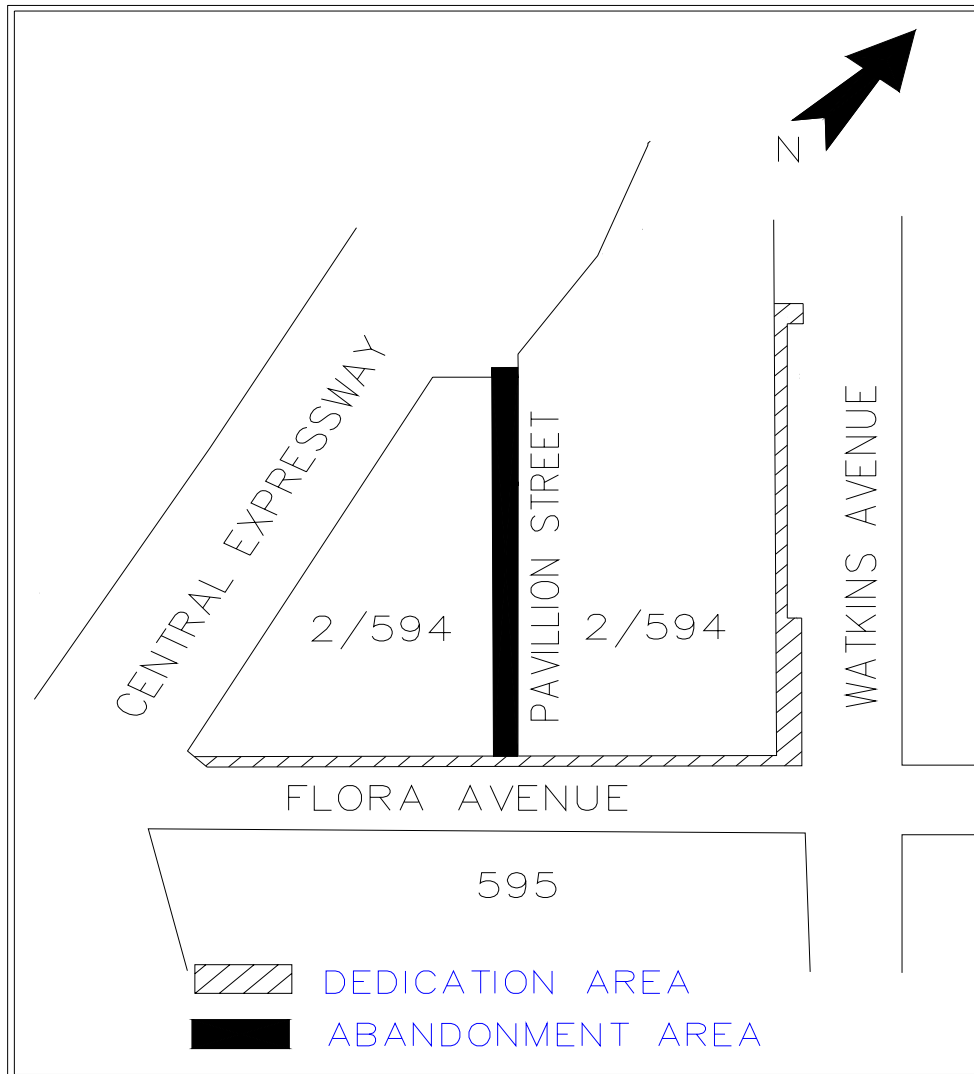 N
CENTRAL EXPRESSWAY
PAVILLION STREET
WATKINS AVENUE
2/594
2/594
FLORA AVENUE
595
DEDICATION AREA
ABANDONMENT AREA